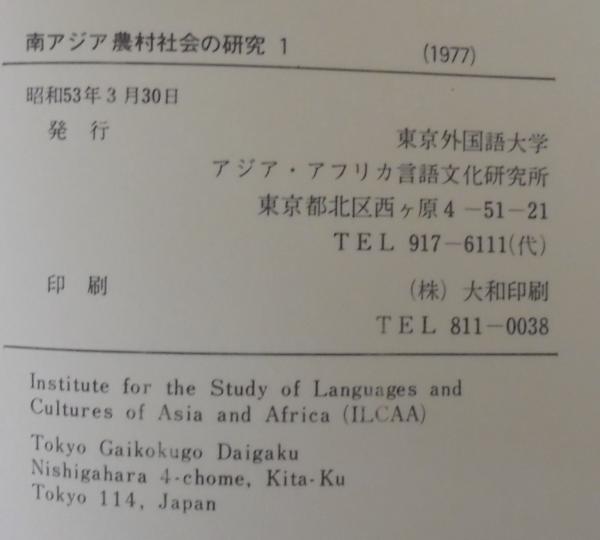 南アジア農村社会の研究 1 (1977)
昭和53年3月30日
発 行 東京外国語大学
アジア・アフリカ言語文化研究所
東京都北区西ヶ原4-51-21
TEL 917-6111(代)
印 刷 (株) 大和印刷
TEL 811-0038
Institute for the Study of Languages and
Cultures of Asia and Africa (ILCAA)
Tokyo Gaikokugo Daigaku
Nishigahara 4-chome, Kita-Ku
Tokyo 114, Japan